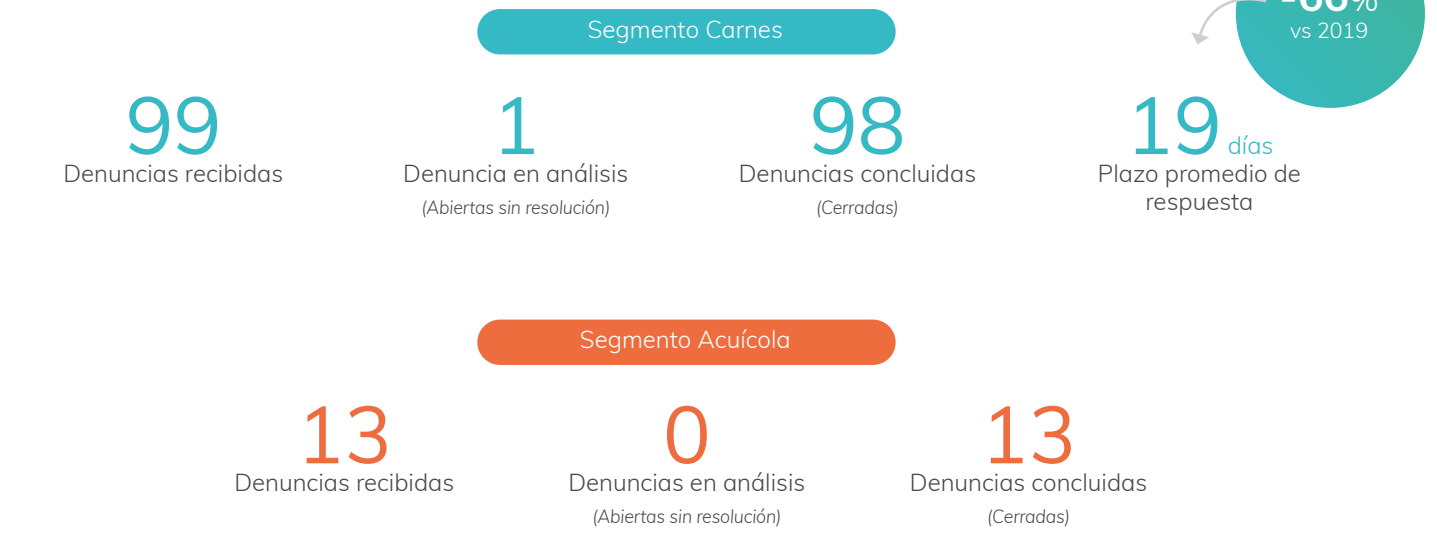 -66%
vs 2019
Segmento Carnes
99
Denuncias recibidas
1
Denuncia en análisis
(Abiertas sin resolución)
98
Denuncias concluidas
(Cerradas)
19 días
Plazo promedio de
respuesta
Segmento Acuícola
13
Denuncias recibidas
0
Denuncias en análisis
(Abiertas sin resolución)
13
Denuncias concluidas
(Cerradas)